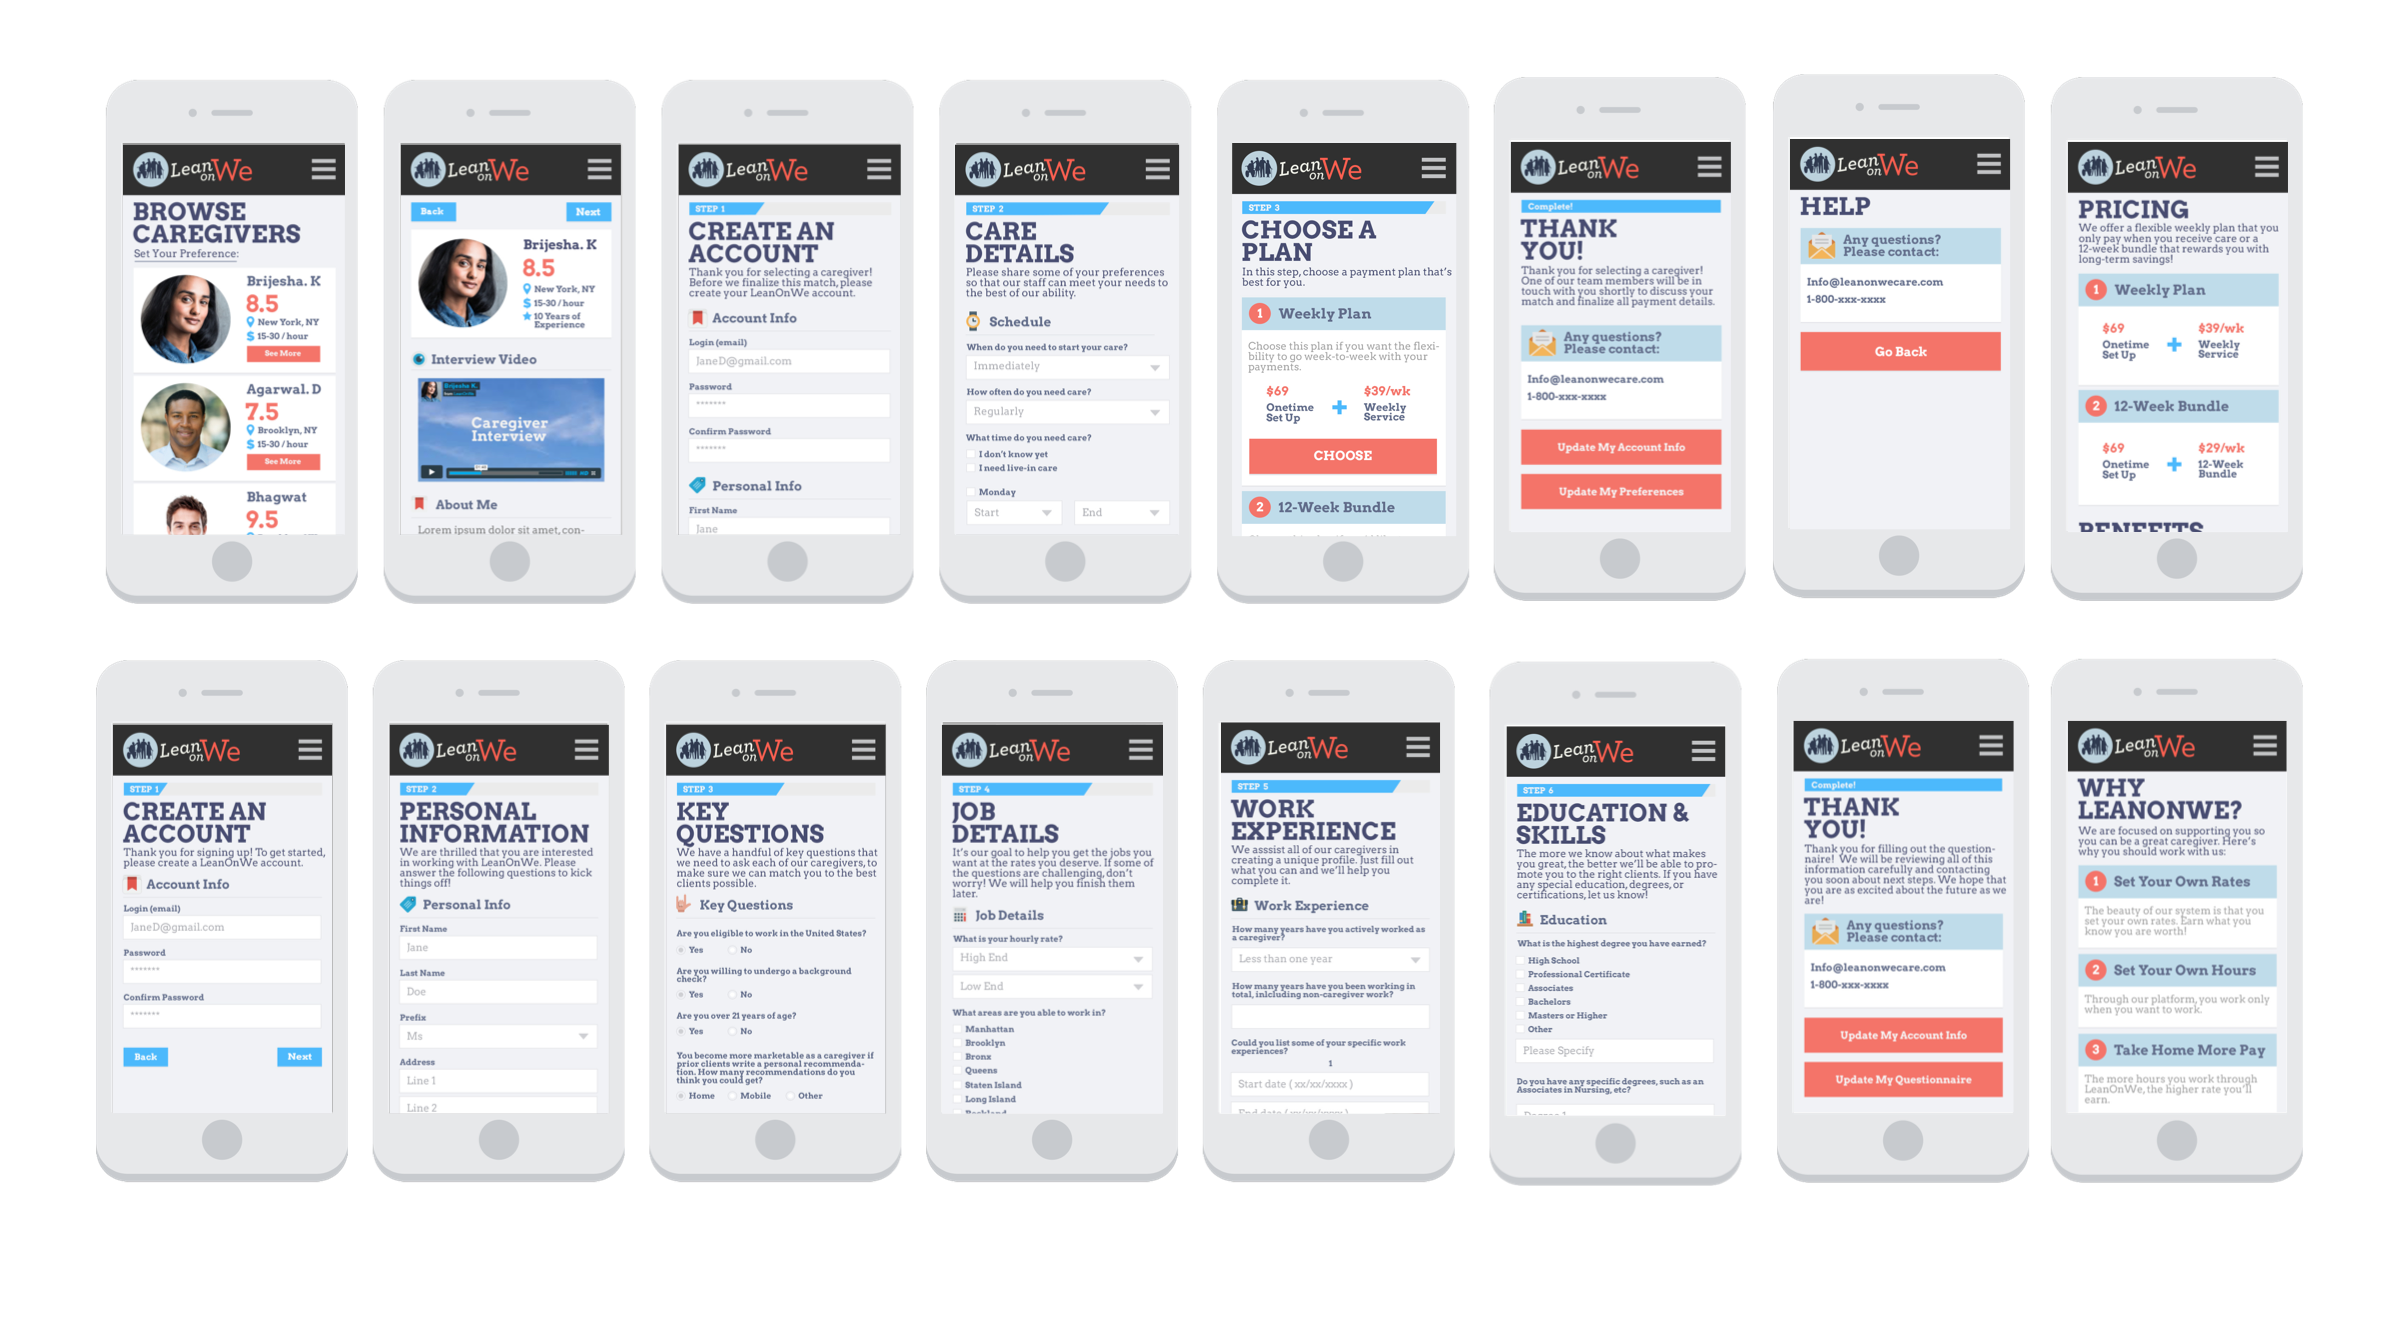 Lean on We
BROWSE
CAREGIVERS
Set Your Preference:
Brijesha. K
8.5
New York, NY
15-30 / hour
See More
Agarwal. D
7.5
Brooklyn, NY
15-30 / hour
See More
Bhagwat
9.5
Lean on We
Back
Next
Brijesha. K
8.5
New York, NY
15-30 / hour
10 Years of
Experience
Interview Video
Brijesha K.
Caregiver
Interview
About Me
Lorem ipsum dolor sit amet, con-
Lean on We
STEP 1
CREATE AN
ACCOUNT
Thank you for selecting a caregiver!
Before we finalize this match, please
create your LeanOnWe account.
Account Info
Login (email)
JaneD@gmail.com
Password
*******
Confirm Password
*******
Personal Info
First Name
Jane
Lean on We
STEP 2
CARE
DETAILS
Please share some of your preferences
so that our staff can meet your needs to
the best of our ability.
Schedule
When do you need to start your care?
Immediately
How often do you need care?
Regularly
What time do you need care?
I don't know yet
I need live-in care
Monday
Start
End
Lean on We
STEP 3
CHOOSE A
PLAN
In this step, choose a payment plan that's
best for you.
1 Weekly Plan
Choose this plan if you want the flexi-
bility to go week-to-week with your
payments.
$69
Onetime
Set Up
+
$39/wk
Weekly
Service
CHOOSE
2 12-Week Bundle
Lean on We
Complete!
THANK
YOU!
Thank you for selecting a caregiver!
One of our team members will be in
touch with you shortly to discuss your
match and finalize all payment details.
Any questions?
Please contact:
Info@leanonwecare.com
1-800-xxx-xxxx
Update My Account Info
Update My Preferences
Lean on We
HELP
Any questions?
Please contact:
Info@leanonwecare.com
1-800-xxx-xxxx
Go Back
Lean on We
PRICING
We offer a flexible weekly plan that you
only pay when you receive care or a
12-week bundle that rewards you with
long-term savings!
1 Weekly Plan
$69
Onetime
Set Up
+
$39/wk
Weekly
Service
2 12-Week Bundle
$69
Onetime
Set Up
+
$29/wk
12-Week
Bundle
BENEFITS
Lean on We
STEP 1
CREATE AN
ACCOUNT
Thank you for signing up! To get started,
please create a LeanOnWe account.
Account Info
Login (email)
JaneD@gmail.com
Password
*******
Confirm Password
*******
Back
Next
Lean on We
STEP 2
PERSONAL
INFORMATION
We are thrilled that you are interested
in working with LeanOnWe. Please
answer the following questions to kick
things off!
Personal Info
First Name
Jane
Last Name
Doe
Prefix
Ms
Address
Line 1
Line 2
Lean on We
STEP 3
KEY
QUESTIONS
We have a handful of key questions that
we need to ask each of our caregivers, to
make sure we can match you to the best
clients possible.
Key Questions
Are you eligible to work in the United States?
Yes No
Are you willing to undergo a background
check?
Yes No
Are you over 21 years of age?
Yes No
You become more marketable as a caregiver if
prior clients write a personal recommenda-
tion. How many recommendations do you
think you could get?
Home Mobile Other
Lean on We
STEP 4
JOB
DETAILS
It's our goal to help you get the jobs you
want at the rates you deserve. If some of
the questions are challenging, don't
worry! We will help you finish them
later.
Job Details
What is your hourly rate?
High End
Low End
What areas are you able to work in?
Manhattan
Brooklyn
Bronx
Queens
Staten Island
Long Island
Rockland
Lean on We
STEP 5
WORK
EXPERIENCE
We asssist all of our caregivers in
creating a unique profile. Just fill out
what you can and we'll help you
complete it.
Work Experience
How many years have you actively worked as
a caregiver?
Less than one year
How many years have you been working in
total, inlcluding non-caregiver work?
Could you list some of your specific work
experiences?
1
Start date ( xx/xx/xxxx )
End date ( xx/xx/xxxx )
Lean on We
STEP 6
EDUCATION &
SKILLS
The more we know about what makes
you great, the better we'll be able to pro-
mote you to the right clients. If you have
any special education, degrees, or
certifications, let us know!
Education
What is the highest degree you have earned?
High School
Professional Certificate
Associates
Bachelors
Masters or Higher
Other
Please Specify
Do you have any specific degrees, such as an
Associates in Nursing, etc?
Degree 1
Lean on We
Complete!
THANK
YOU!
Thank you for filling out the question-
naire! We will be reviewing all of this
information carefully and contacting
you soon about next steps. We hope that
you are as excited about the future as we
are!
Any questions?
Please contact:
Info@leanonwecare.com
1-800-xxx-xxxx
Update My Account Info
Update My Questionnaire
Lean on We
WHY
LEANONWE?
We are focused on supporting you so
you can be a great caregiver. Here's
why you should work with us:
1 Set Your Own Rates
The beauty of our system is that you
set your own rates. Earn what you
know you are worth!
2 Set Your Own Hours
Through our platform, you work only
when you want to work.
3 Take Home More Pay
The more hours you work through
LeanOnWe, the higher rate you'll
earn.